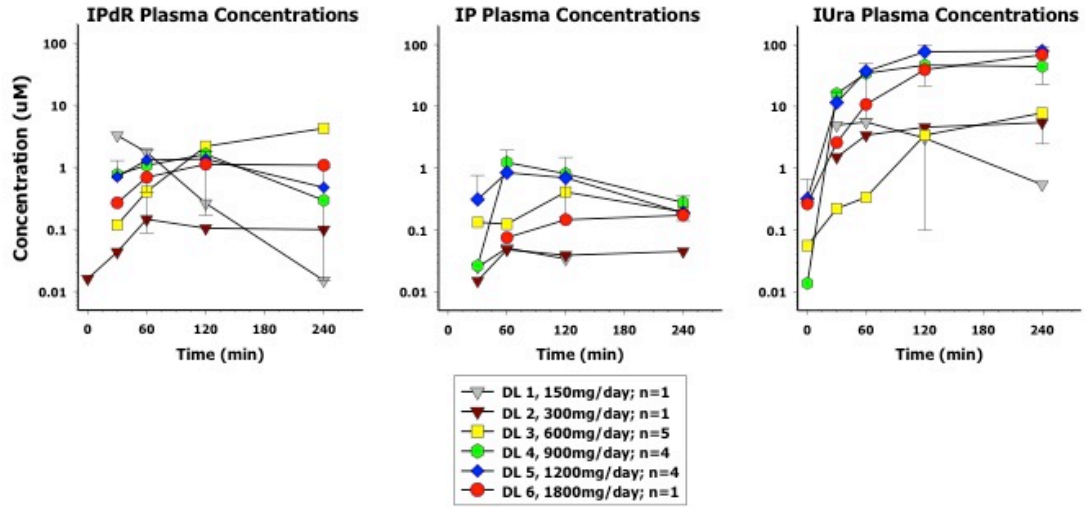 IPdR Plasma Concentrations
IP Plasma Concentrations
IUra Plasma Concentrations
Concentration (uM)
100
10
1
0.1
0.01
0
60
120
180
240
Time (min)
100
10
1
0.1
0.01
0
60
120
180
240
Time (min)
100
10
1
0.1
0.01
0
60
120
180
240
Time (min)
DL 1, 150mg/day; n=1
DL 2, 300mg/day; n=1
DL 3, 600mg/day; n=5
DL 4, 900mg/day; n=4
DL 5, 1200mg/day; n=4
DL 6, 1800mg/day; n=1